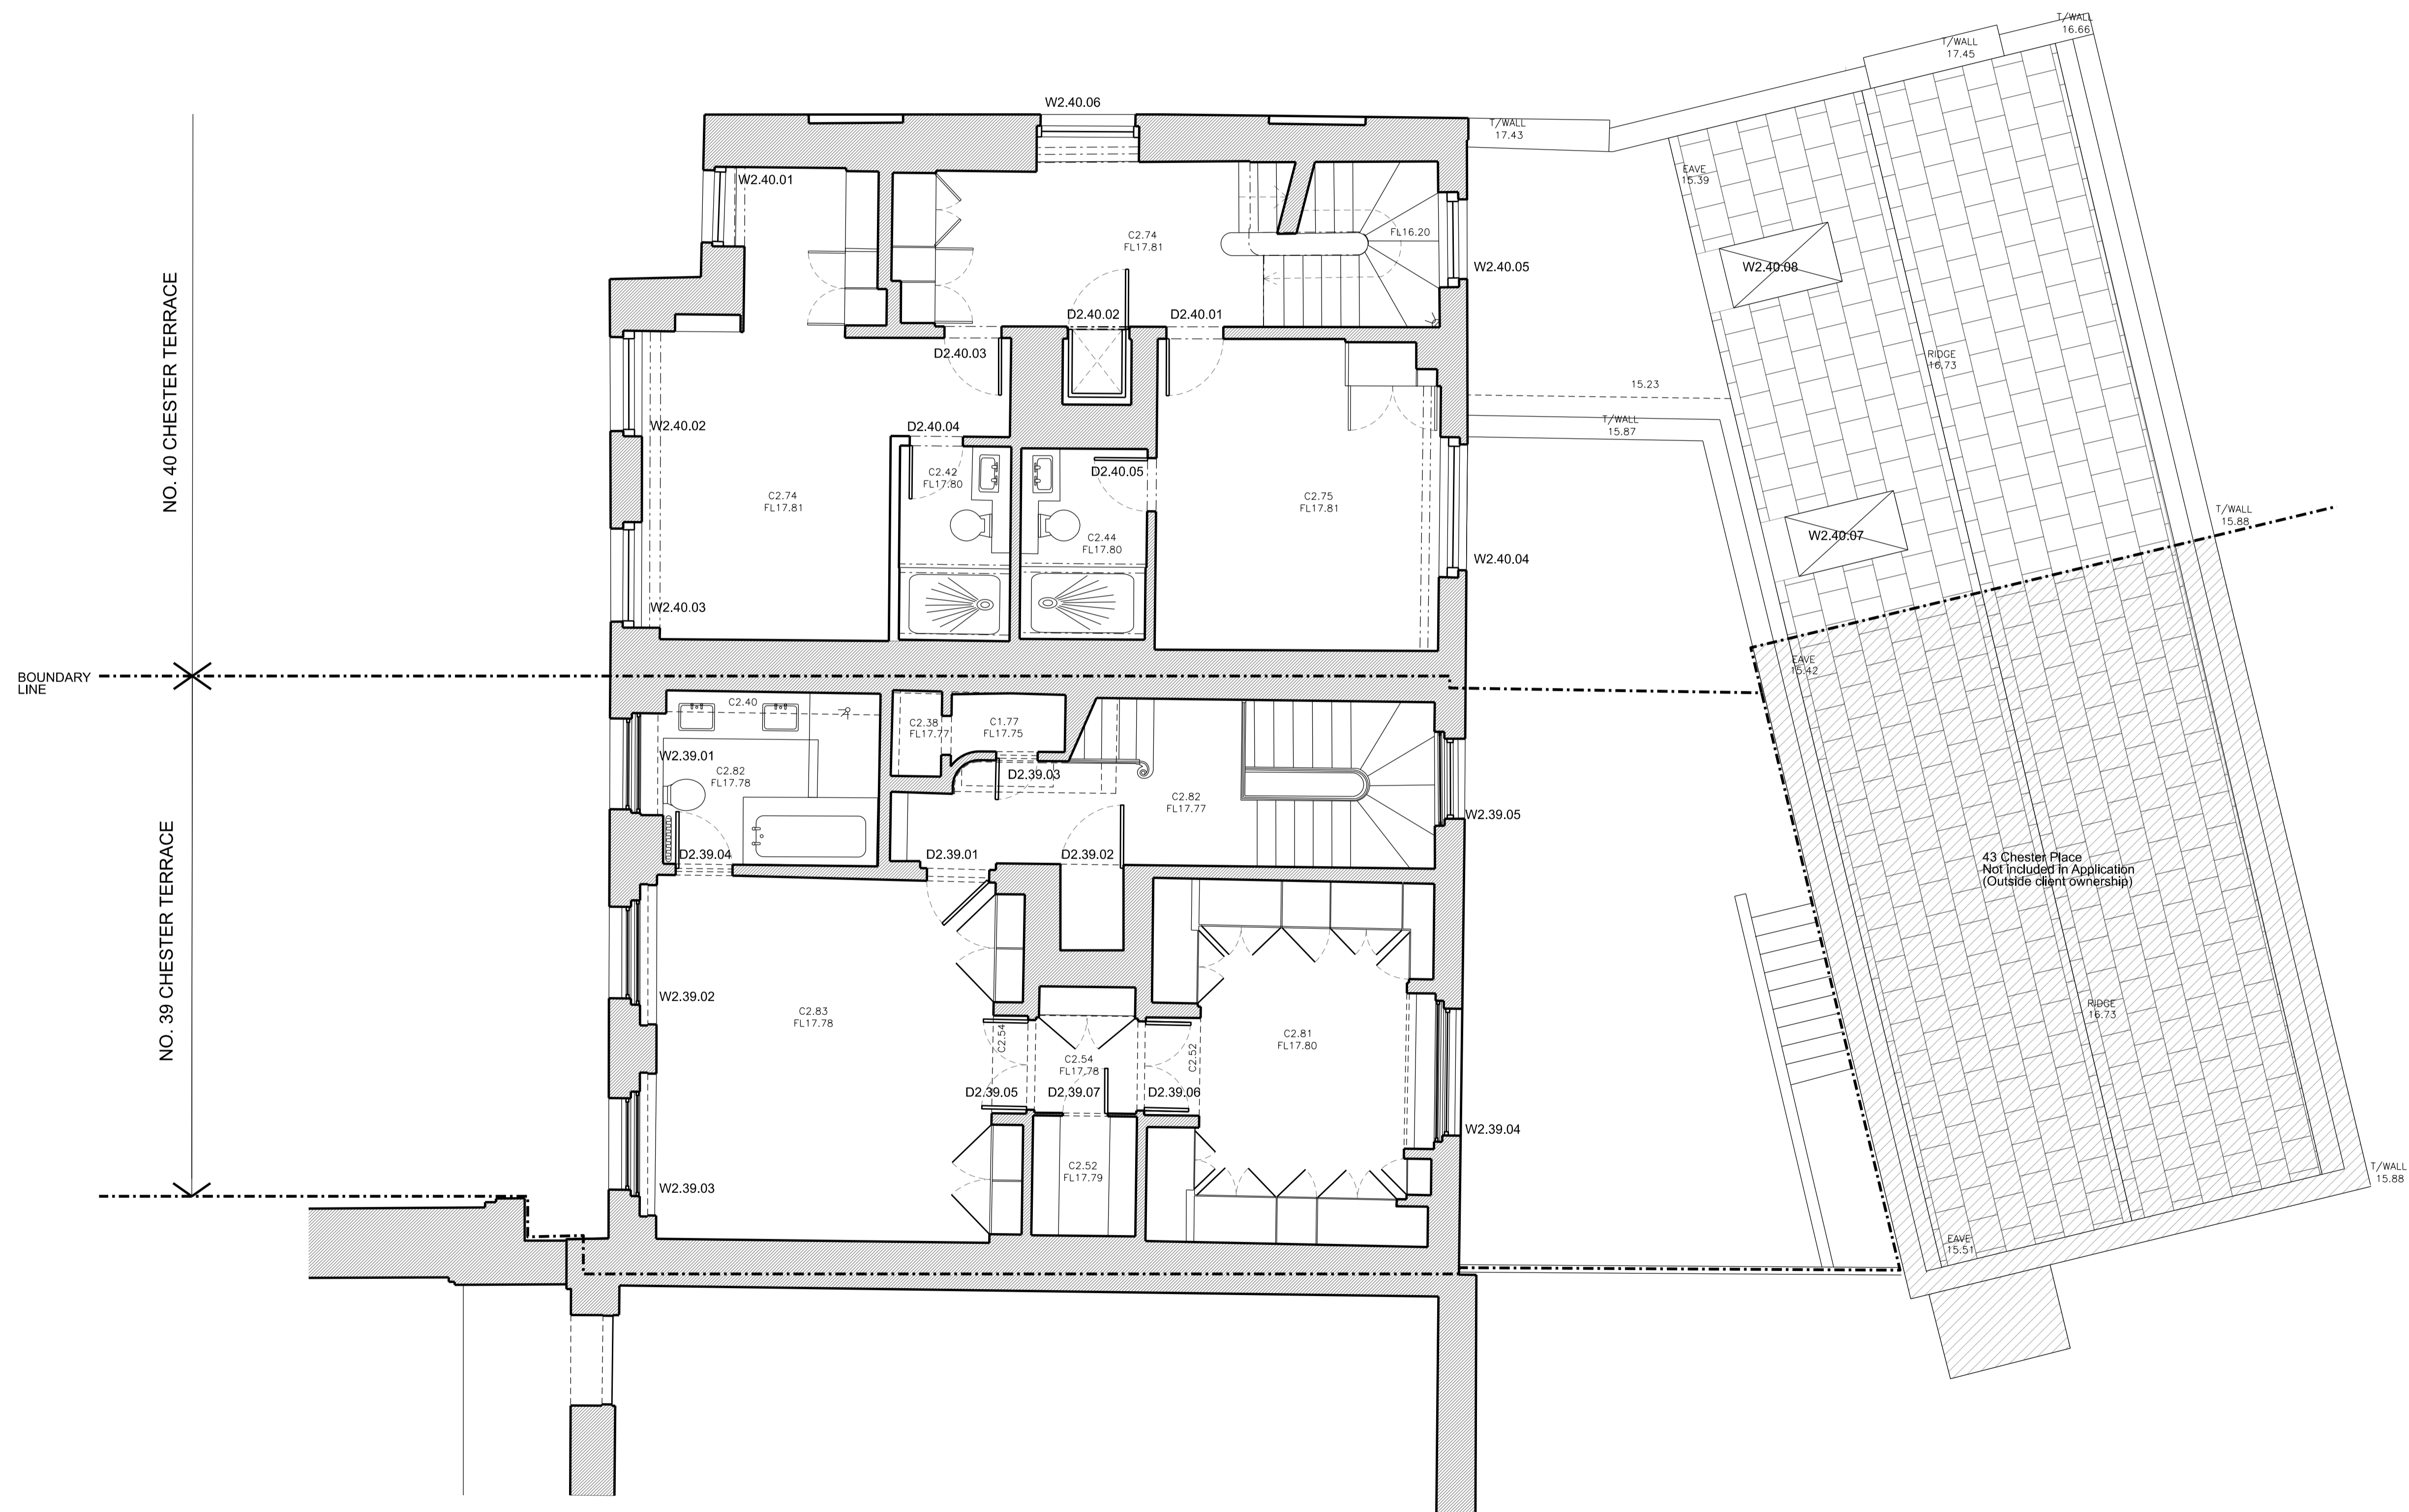 T/WALL
16.66
T/WALL
17.45
W2.40.06
T/WALL
17.43
EAVE
15.39
W2.40.01
C2.74
FL17.81
FL16.20
W2.40.05
W2.40.08
NO. 40 CHESTER TERRACE
D2.40.02
D2.40.01
D2.40.03
RIDGE
16.73
15.23
T/WALL
15.87
W2.40.02
D2.40.04
C2.42
FL17.80
D2.40.05
C2.74
FL17.81
C2.75
FL17.81
C2.44
FL17.80
W2.40.04
W2.40.07
T/WALL
15.88
W2.40.03
BOUNDARY
LINE
EAVE
15.42
C2.40
C2.38
FL17.77
C1.77
FL17.75
W2.39.01
C2.82
FL17.78
D2.39.03
C2.82
FL17.77
W2.39.05
D2.39.04
D2.39.01
D2.39.02
43 Chester Place
Not included in Application
(Outside client ownership)
NO. 39 CHESTER TERRACE
W2.39.02
C2.83
FL17.78
C2.54
C2.54
FL17.78
C2.52
C2.81
FL17.80
RIDGE
16.73
D2.39.05
D2.39.07
D2.39.06
W2.39.04
C2.52
FL17.79
W2.39.03
T/WALL
15.88
EAVE
15.51